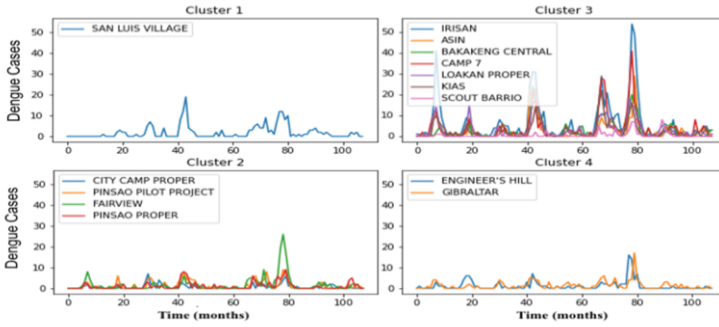 Cluster 1
Dengue Cases
50
40
30
20
10
0
SAN LUIS VILLAGE
0 20 40 60 80 100
Cluster 3
50
40
30
20
10
0
IRISAN
ASIN
BAKAKENG CENTRAL
CAMP 7
LOAKAN PROPER
KIAS
SCOUT BARRIO
0 20 40 60 80 100
Cluster 2
Dengue Cases
50
40
30
20
10
0
CITY CAMP PROPER
PINSAO PILOT PROJECT
FAIRVIEW
PINSAO PROPER
0 20 40 60 80 100
Time (months)
Cluster 4
50
40
30
20
10
0
ENGINEER'S HILL
GIBRALTAR
0 20 40 60 80 100
Time (months)